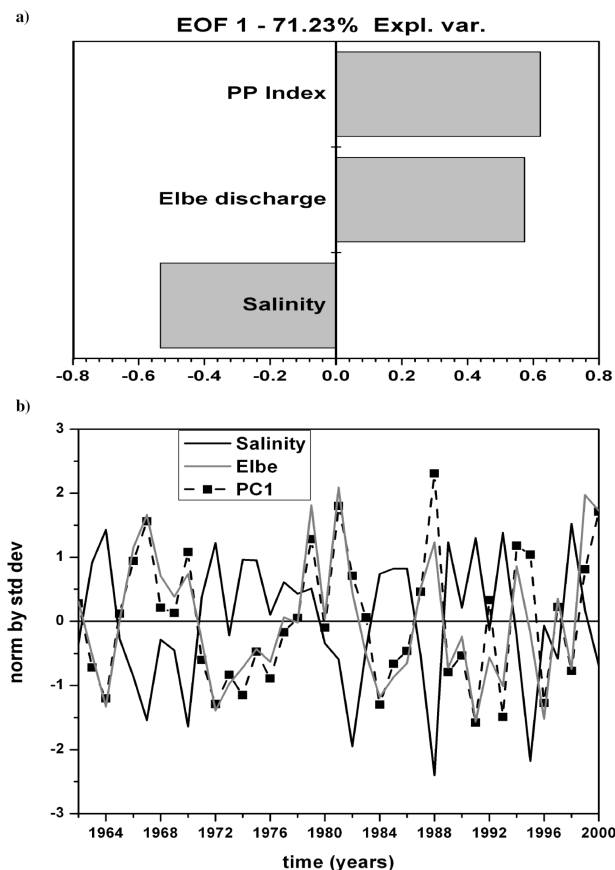 a)
EOF 1 - 71.23% Expl. var.
PP Index
Elbe discharge
Salinity
-0.8 -0.6 -0.4 -0.2 0.0 0.2 0.4 0.6 0.8
b)
3
Salinity
Elbe
PC1
2
1
0
-1
-2
-3
norm by std dev
1964 1968 1972 1976 1980 1984 1988 1992 1996 2000
time (years)